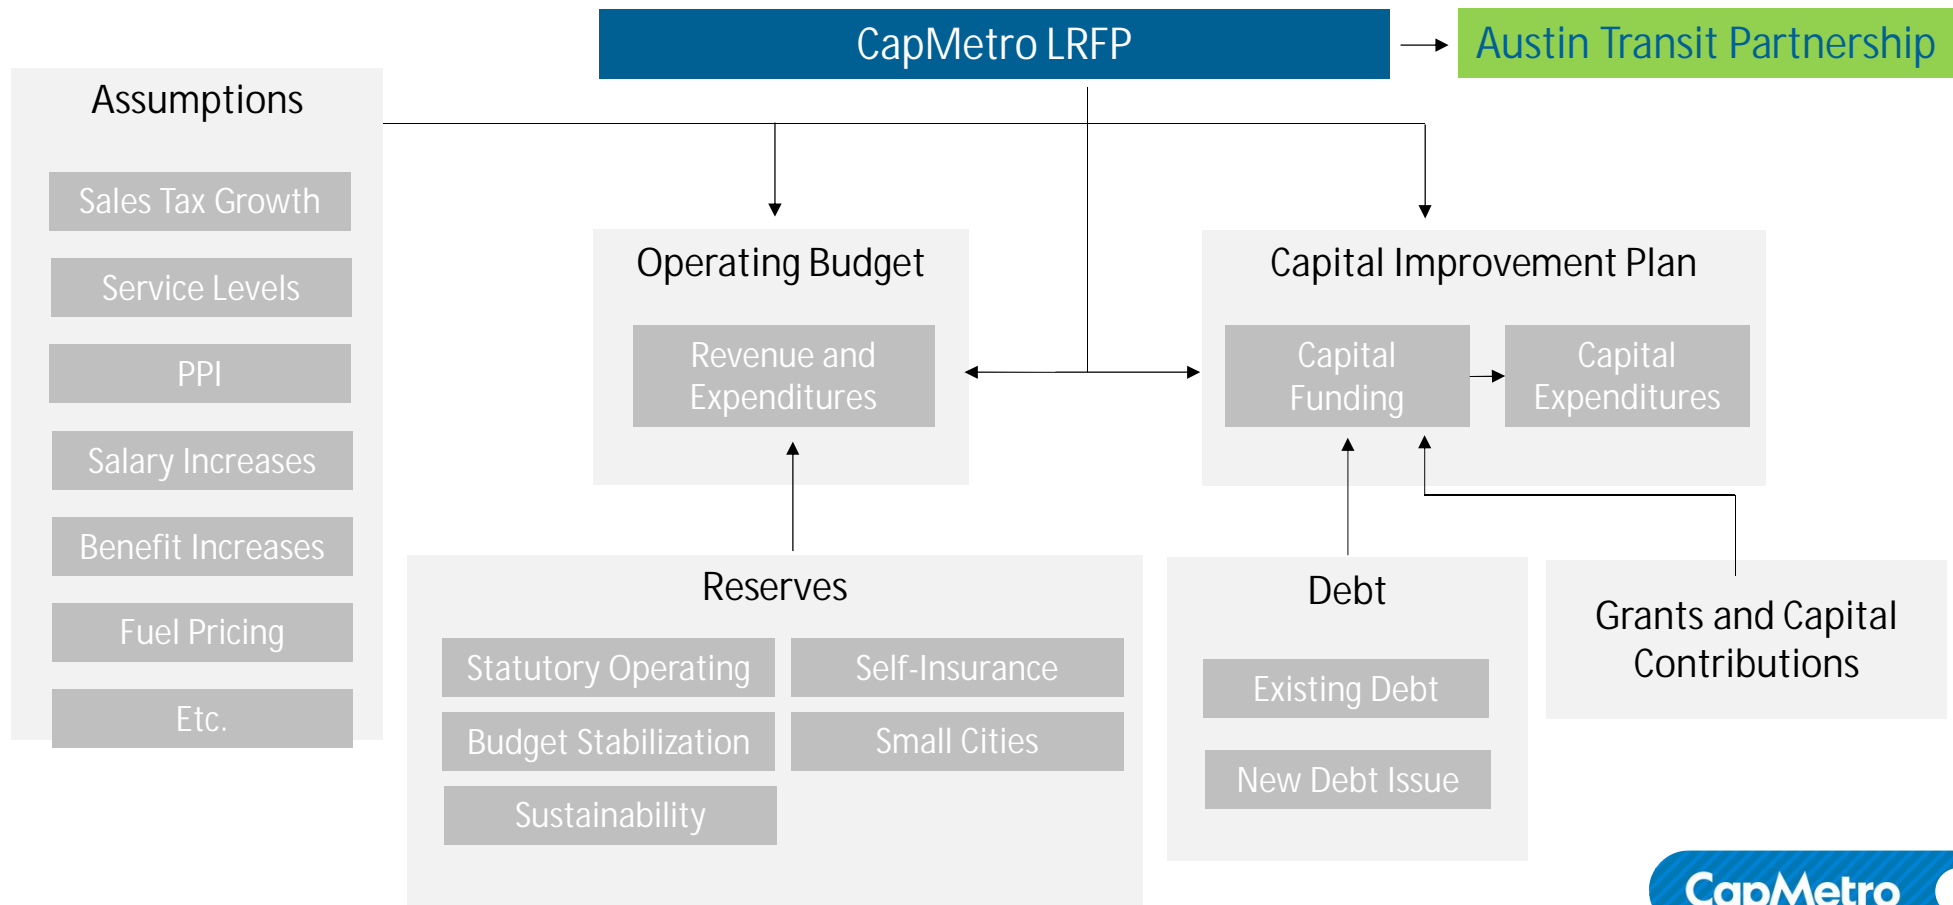 CapMetro LRFP
Austin Transit Partnership
Assumptions
Sales Tax Growth
Service Levels
PPI
Salary Increases
Benefit Increases
Fuel Pricing
Etc.
Operating Budget
Revenue and
Expenditures
Capital Improvement Plan
Capital
Funding
Capital
Expenditures
Reserves
Statutory Operating
Self-Insurance
Budget Stabilization
Small Cities
Sustainability
Debt
Existing Debt
New Debt Issue
Grants and Capital
Contributions
CapMetro